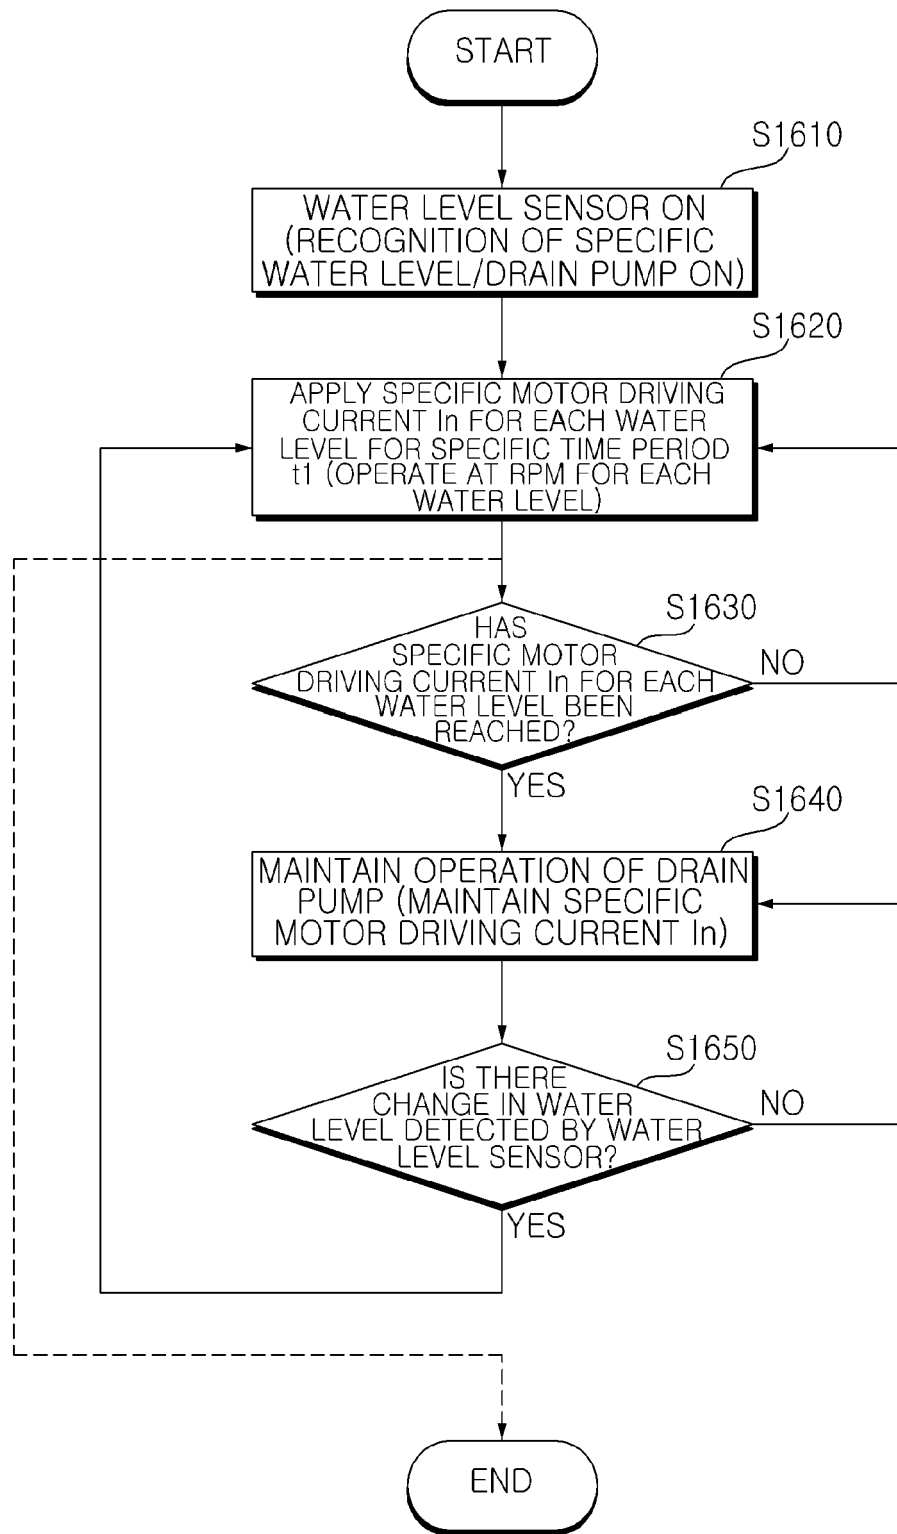 START
S1610
WATER LEVEL SENSOR ON
(RECOGNITION OF SPECIFIC
WATER LEVEL/DRAIN PUMP ON)
S1620
APPLY SPECIFIC MOTOR DRIVING
CURRENT In FOR EACH WATER
LEVEL FOR SPECIFIC TIME PERIOD
t1 (OPERATE AT RPM FOR EACH
WATER LEVEL)
S1630
HAS
SPECIFIC MOTOR
DRIVING CURRENT In FOR EACH
WATER LEVEL BEEN
REACHED?
NO
YES
S1640
MAINTAIN OPERATION OF DRAIN
PUMP (MAINTAIN SPECIFIC
MOTOR DRIVING CURRENT In)
S1650
IS THERE
CHANGE IN WATER
LEVEL DETECTED BY WATER
LEVEL SENSOR?
NO
YES
END